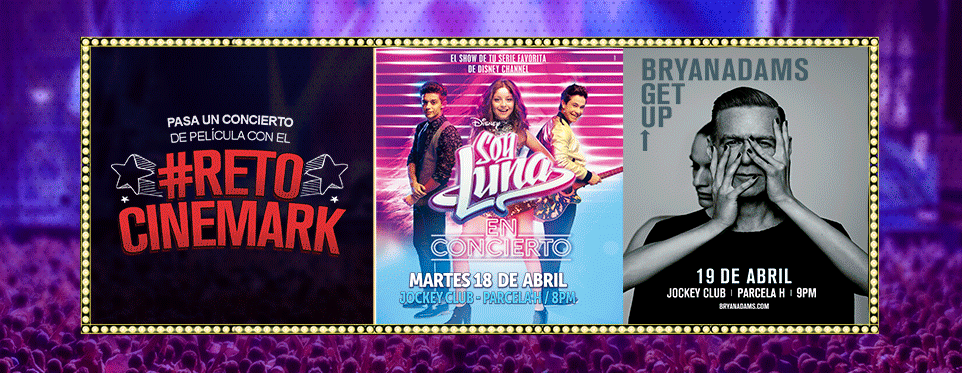 PASA UN CONCIERTO
DE PELÍCULA CON EL
#RETO
CINEMARK
EL SHOW DE TU SERIE FAVORITA
DE DISNEY CHANNEL
Disney
SOY
Luna
EN
CONCIERTO
MARTES 18 DE ABRIL
JOCKEY CLUB - PARCELA H / 8PM
BRYANADAMS
GET
UP
19 DE ABRIL
JOCKEY CLUB | PARCELA H | 9PM
BRYANADAMS.COM